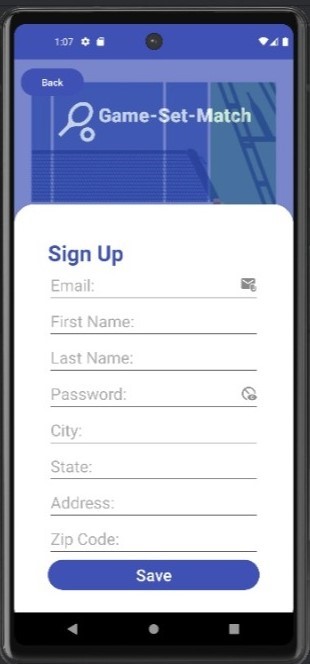 1:07
Back
Game-Set-Match
Sign Up
Email:
First Name:
Last Name:
Password:
City:
State:
Address:
Zip Code:
Save